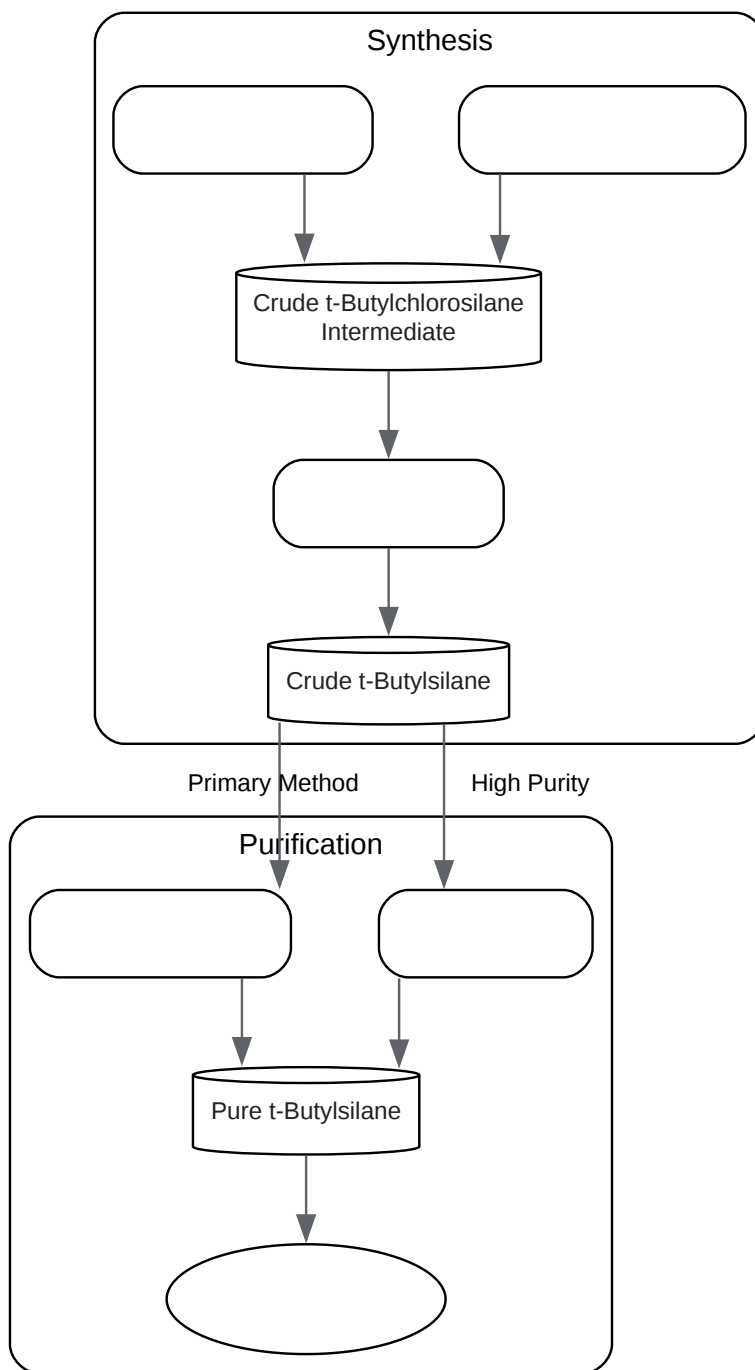 Synthesis
Crude t-Butylchlorosilane
Intermediate
Crude t-Butylsilane
Primary Method
High Purity
Purification
Pure t-Butylsilane